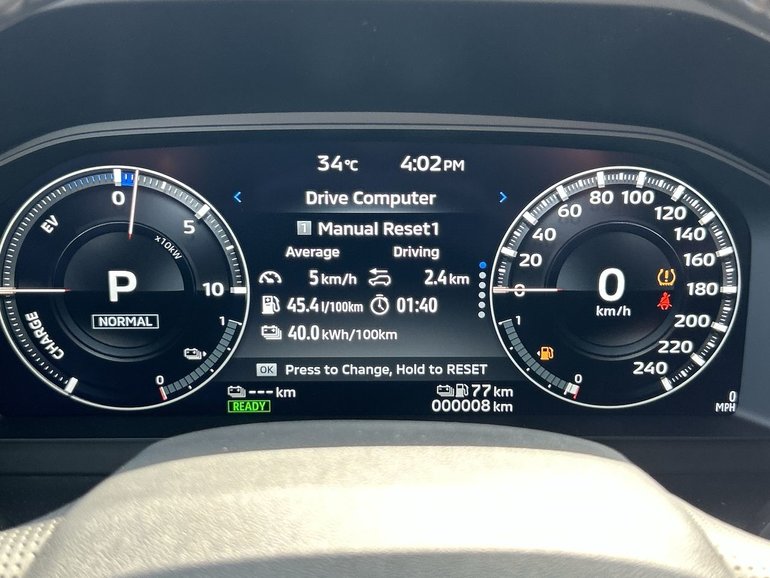 34°C 4:02PM
Drive Computer
1 Manual Reset1
Average Driving
5 km/h 2.4 km
45.4 l/100km 01:40
40.0 kWh/100km
OK Press to Change, Hold to RESET
--- km 77 km
READY 000008 km
EV 0 5 10
x10kW
P
NORMAL
CHARGE
1
0
0 20 40 60 80 100 120 140 160 180 200 220 240
0
km/h
1
0
0
MPH